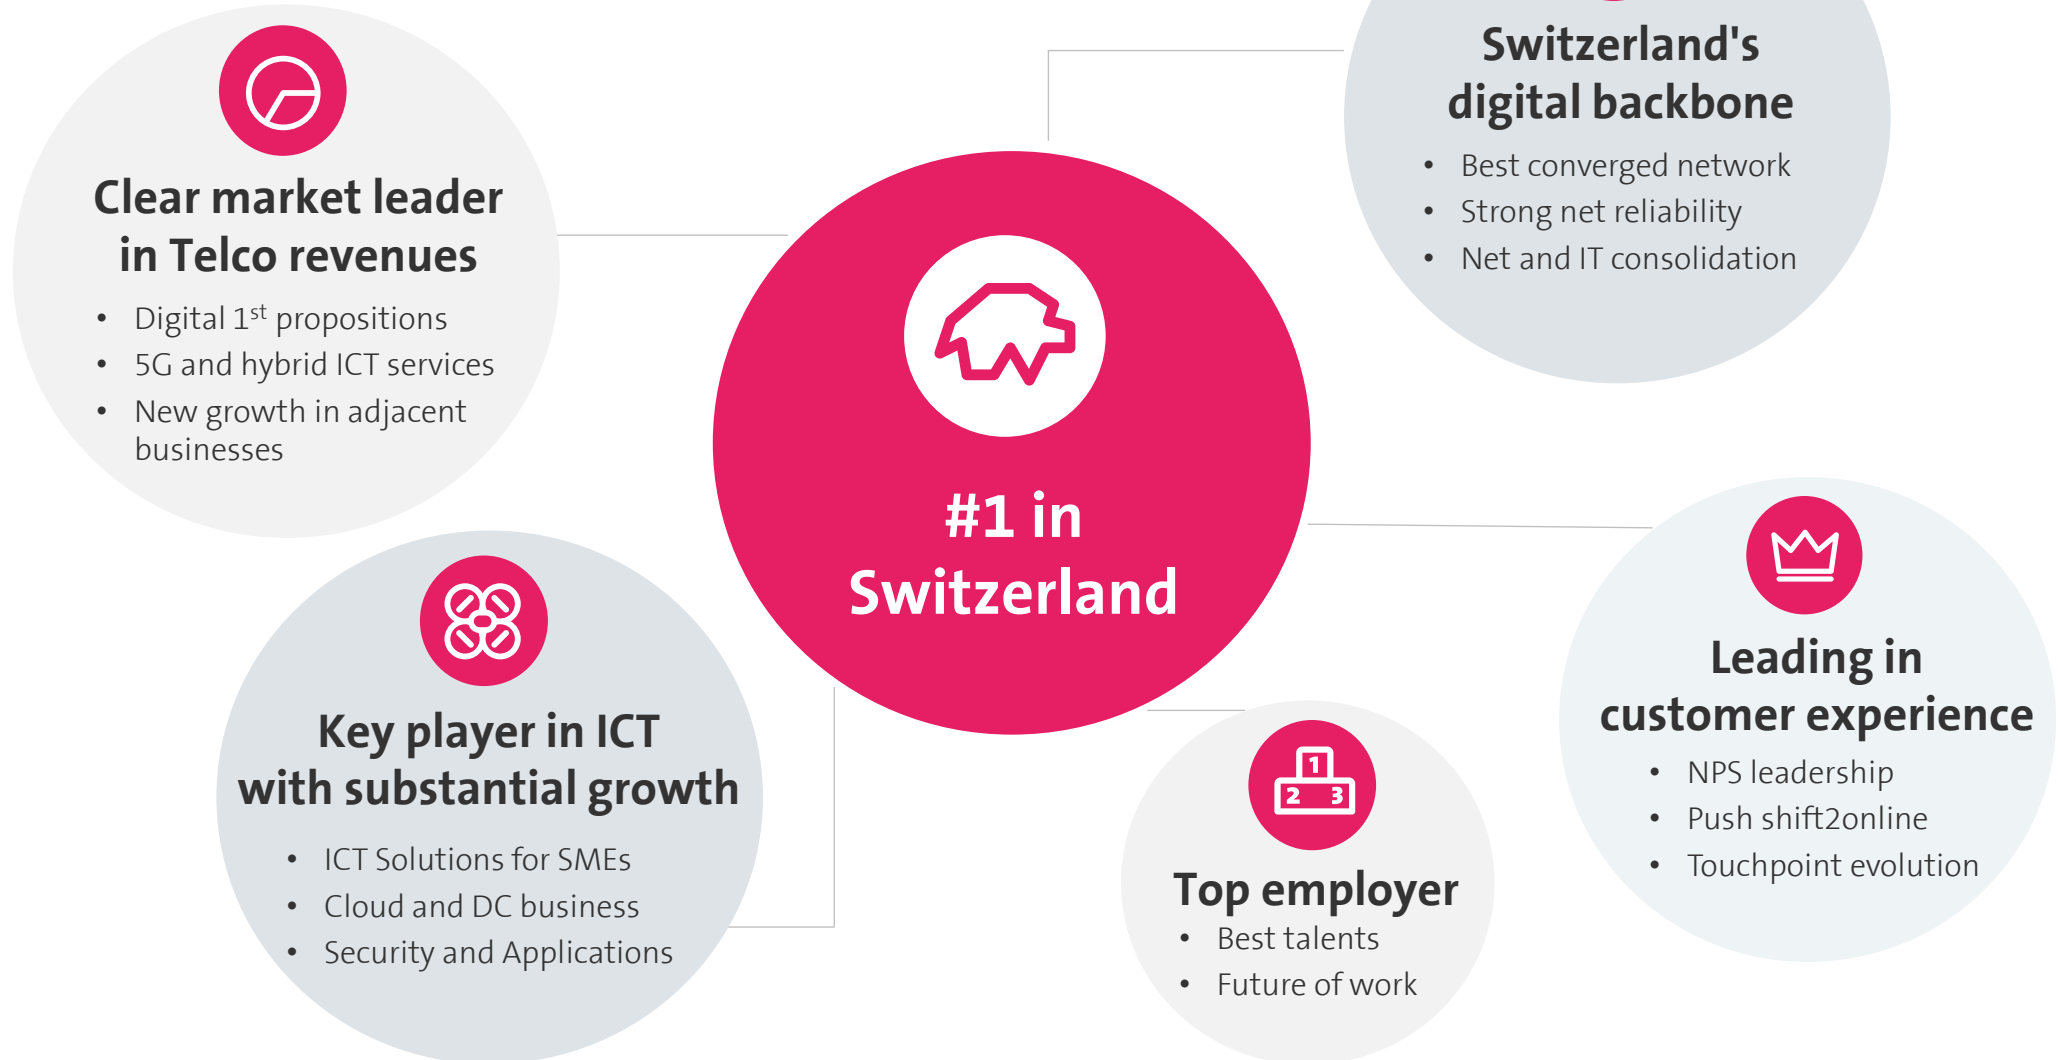 Clear market leader
in Telco revenues
• Digital 1st propositions
• 5G and hybrid ICT services
• New growth in adjacent
businesses
Switzerland's
digital backbone
• Best converged network
• Strong net reliability
• Net and IT consolidation
#1 in
Switzerland
Key player in ICT
with substantial growth
• ICT Solutions for SMEs
• Cloud and DC business
• Security and Applications
1
2 3
Top employer
• Best talents
• Future of work
Leading in
customer experience
• NPS leadership
• Push shift2online
• Touchpoint evolution